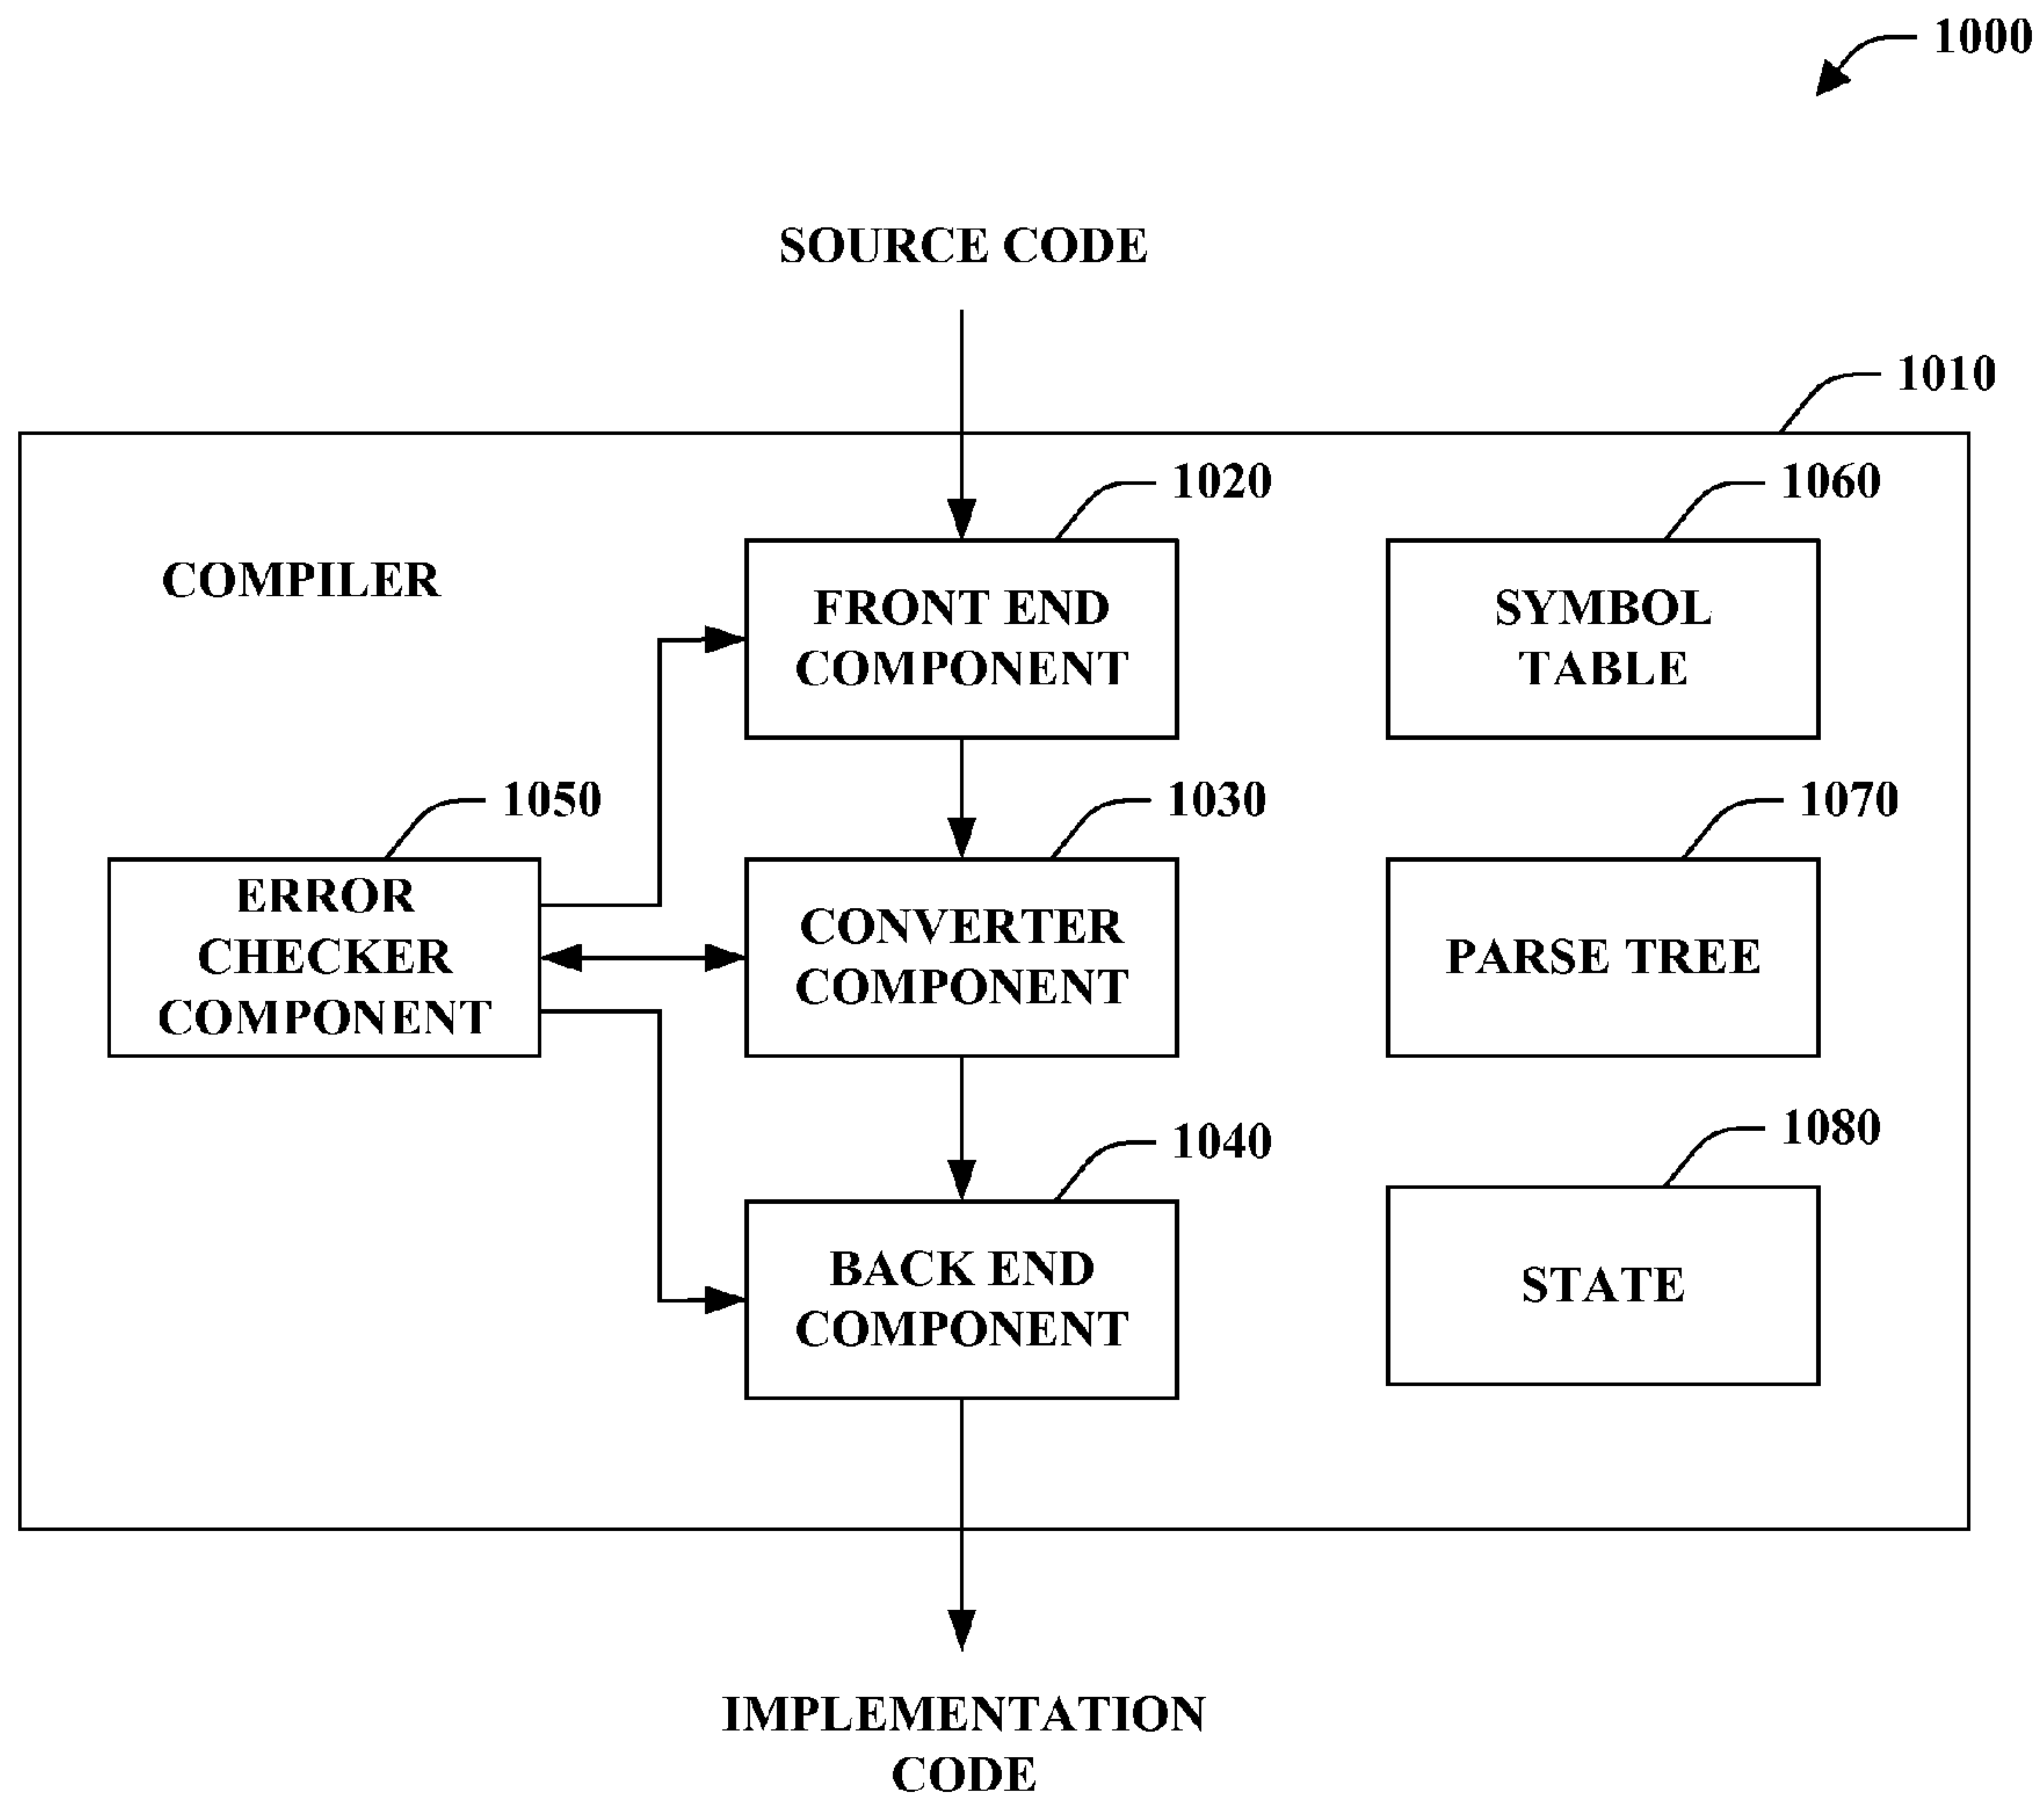 1000
SOURCE CODE
1010
1020
1060
COMPILER
FRONT END
COMPONENT
SYMBOL
TABLE
1050
1030
1070
ERROR
CHECKER
COMPONENT
CONVERTER
COMPONENT
PARSE TREE
1040
1080
BACK END
COMPONENT
STATE
IMPLEMENTATION
CODE